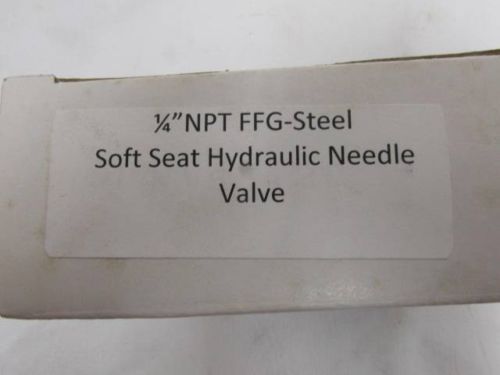 ¼”NPT FFG-Steel
Soft Seat Hydraulic Needle
Valve